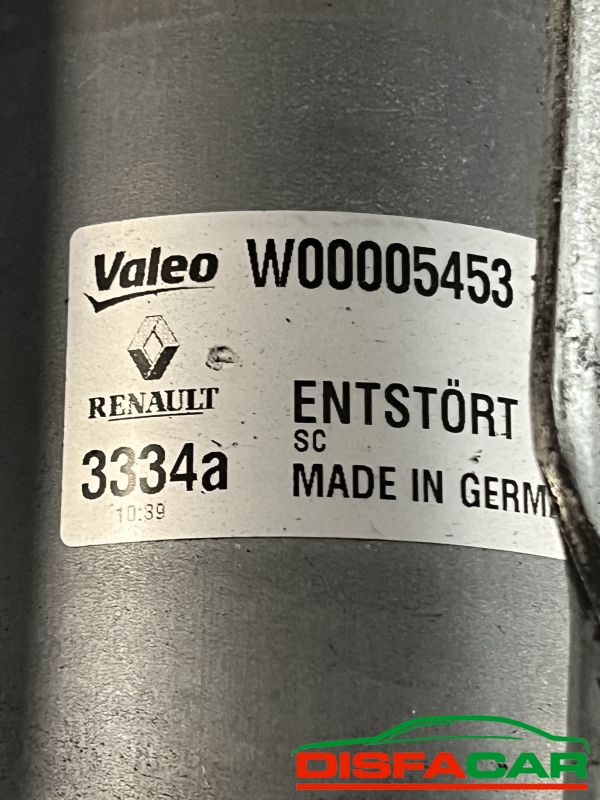 Valeo W00005453
RENAULT
ENTSTÖRT
SC
3334a
MADE IN GERM
10:39
DISFACAR